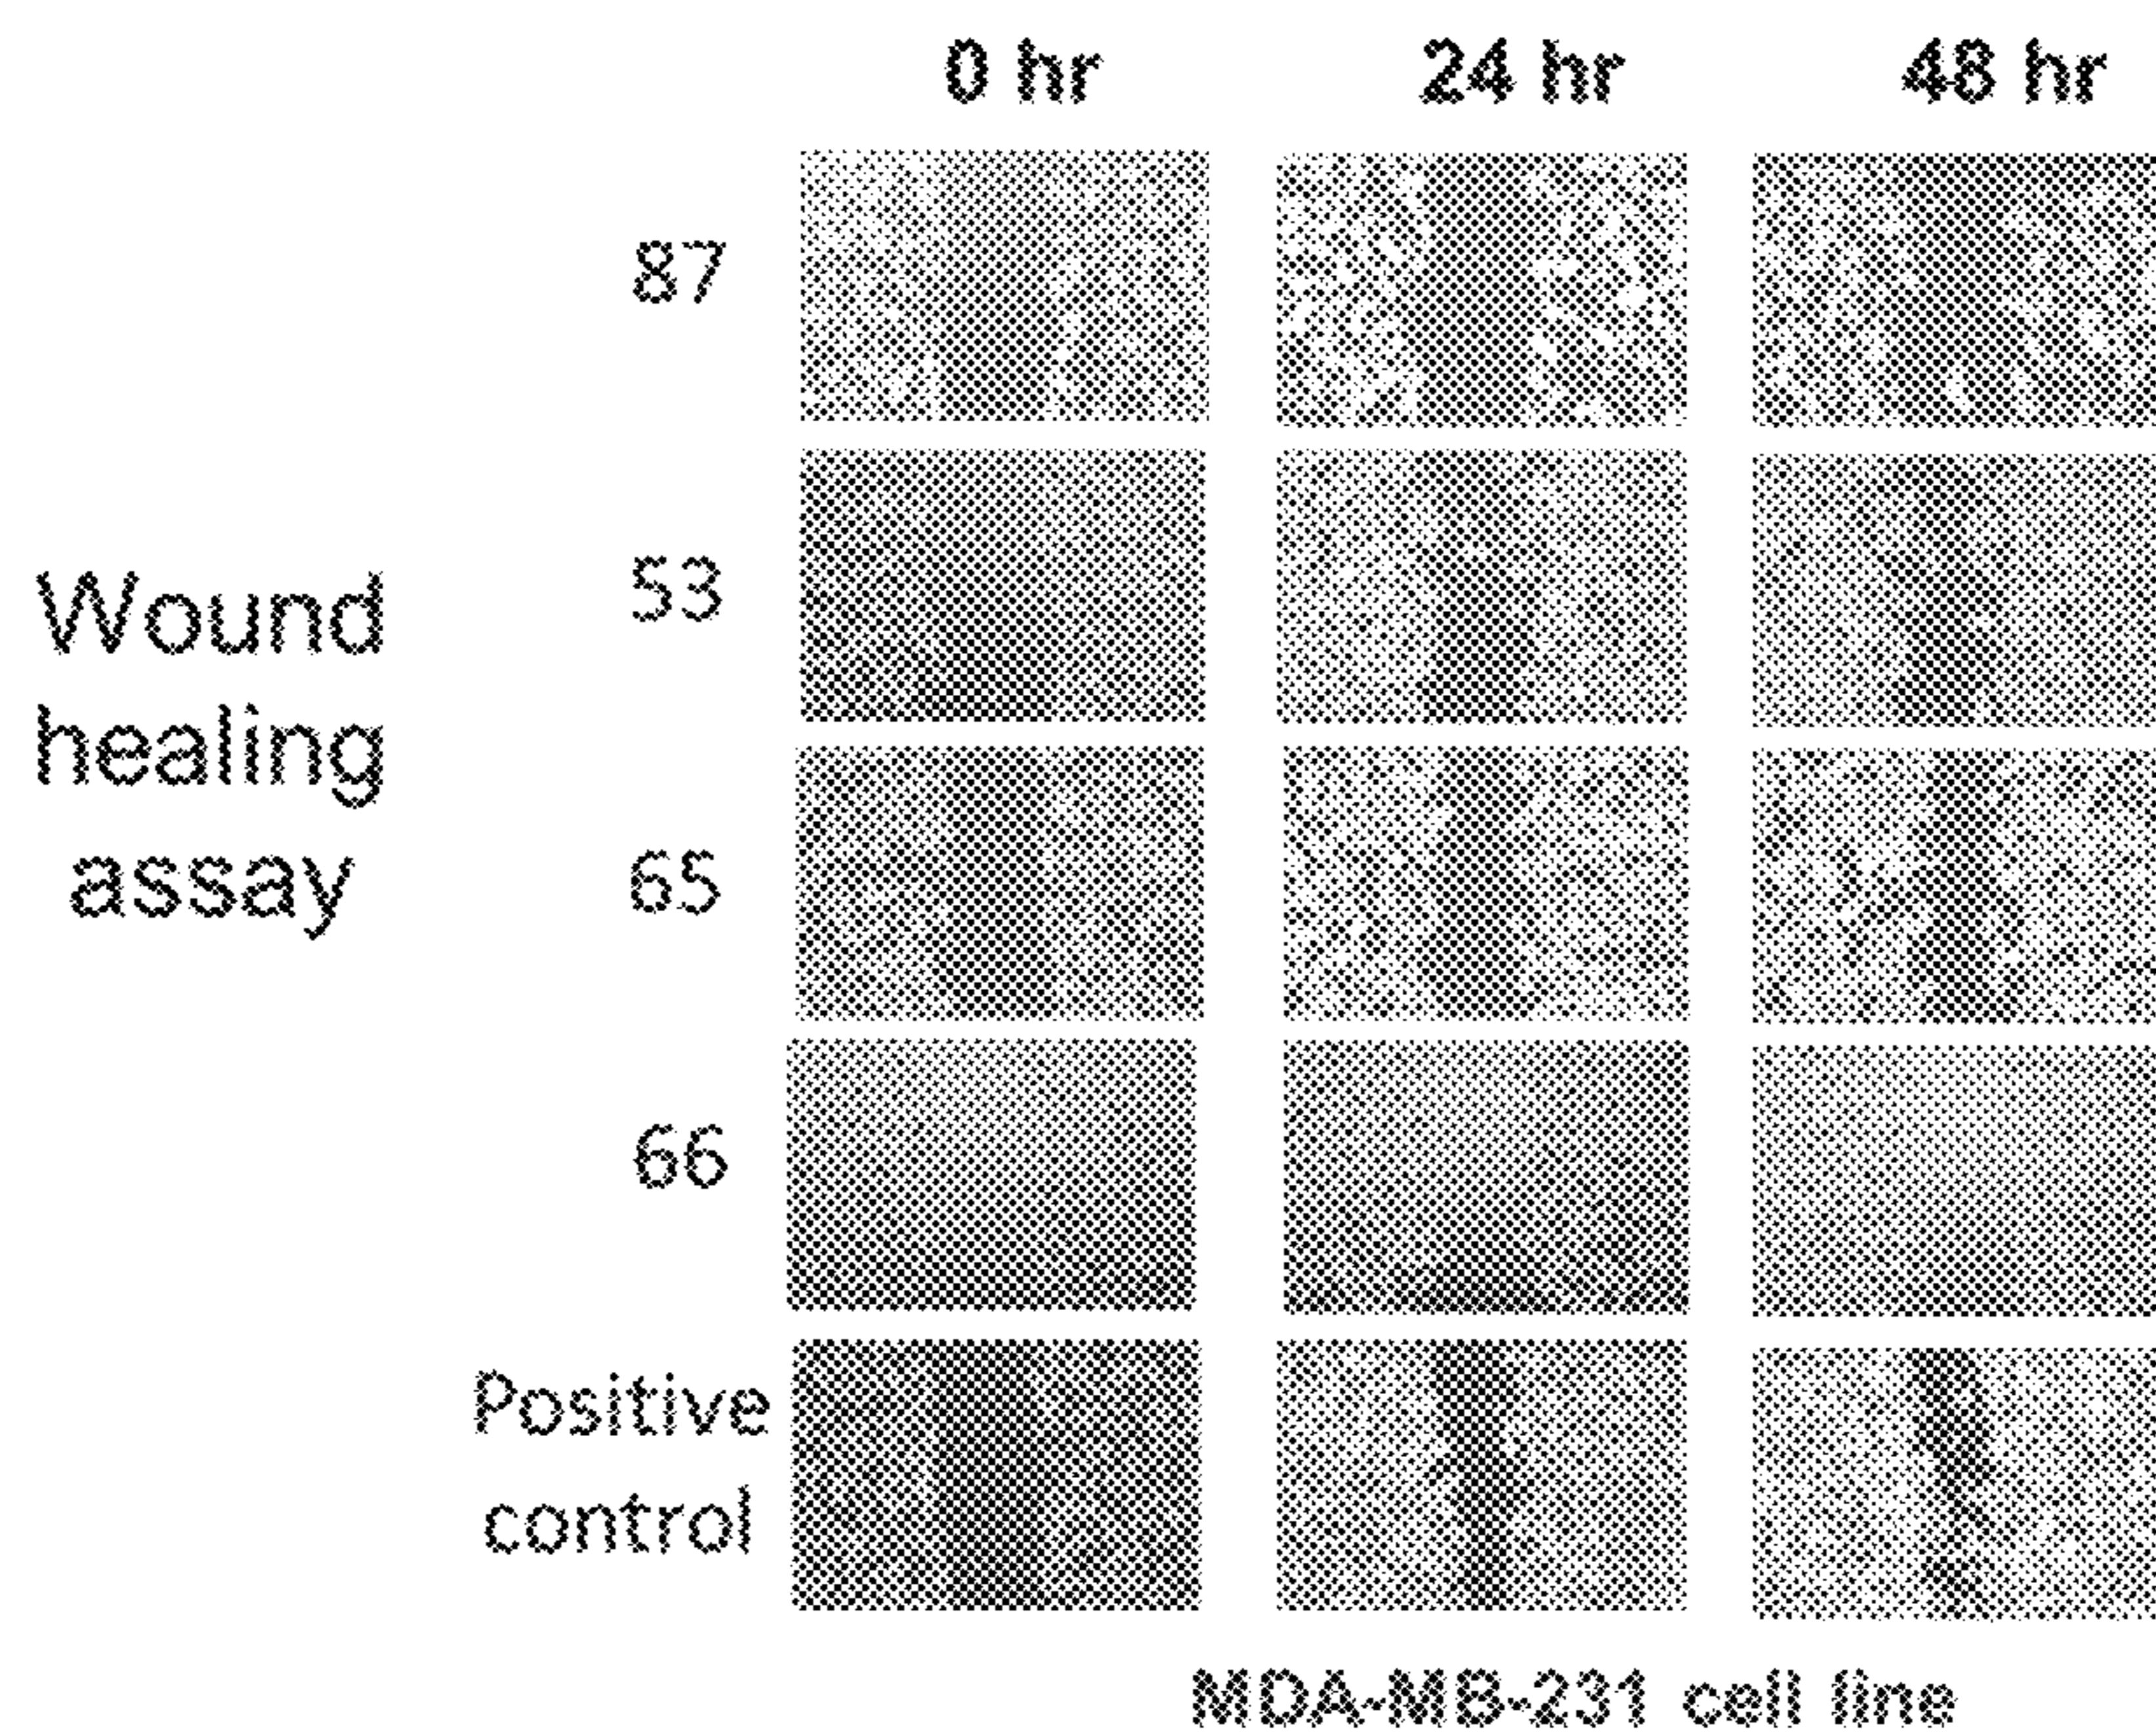 0 hr 24 hr 48 hr
87
53
Wound
healing
assay
65
66
Positive
control
MDA-MB-231 cell line